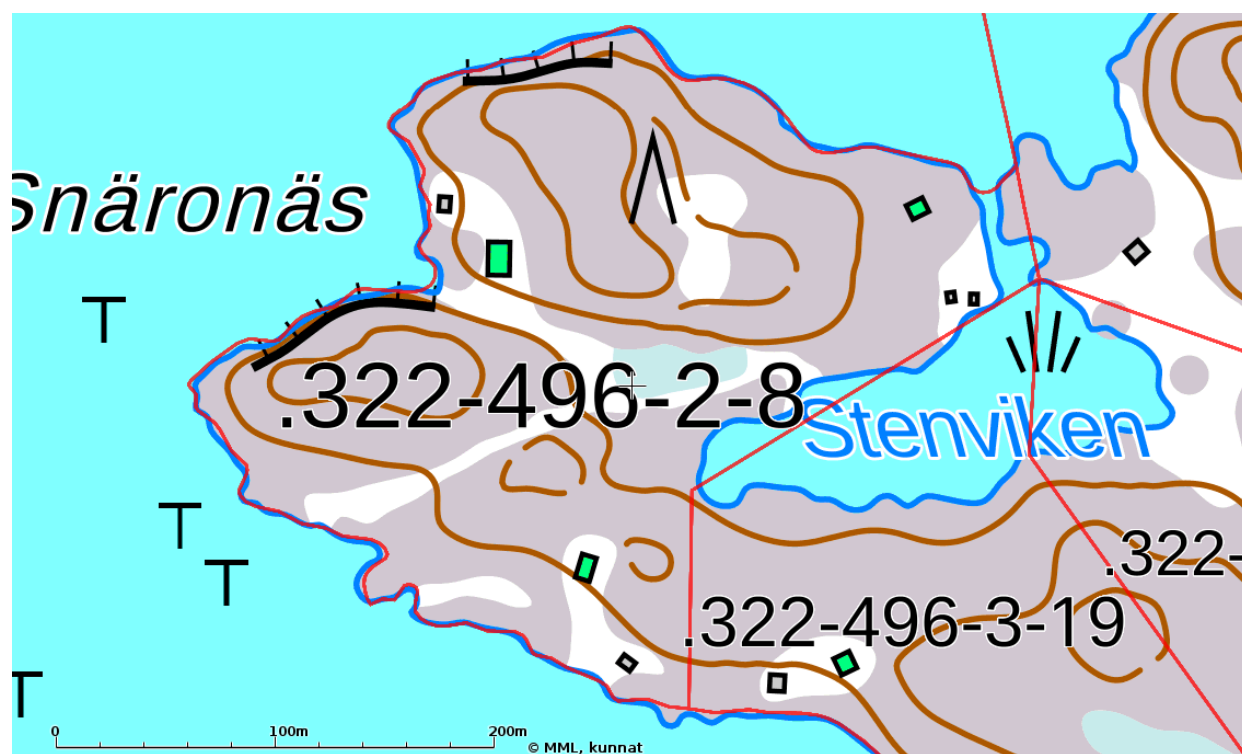 Snäronäs
.322-496-2-8
Stenviken
.322-
.322-496-3-19
0 100m 200m
© MML, kunnat